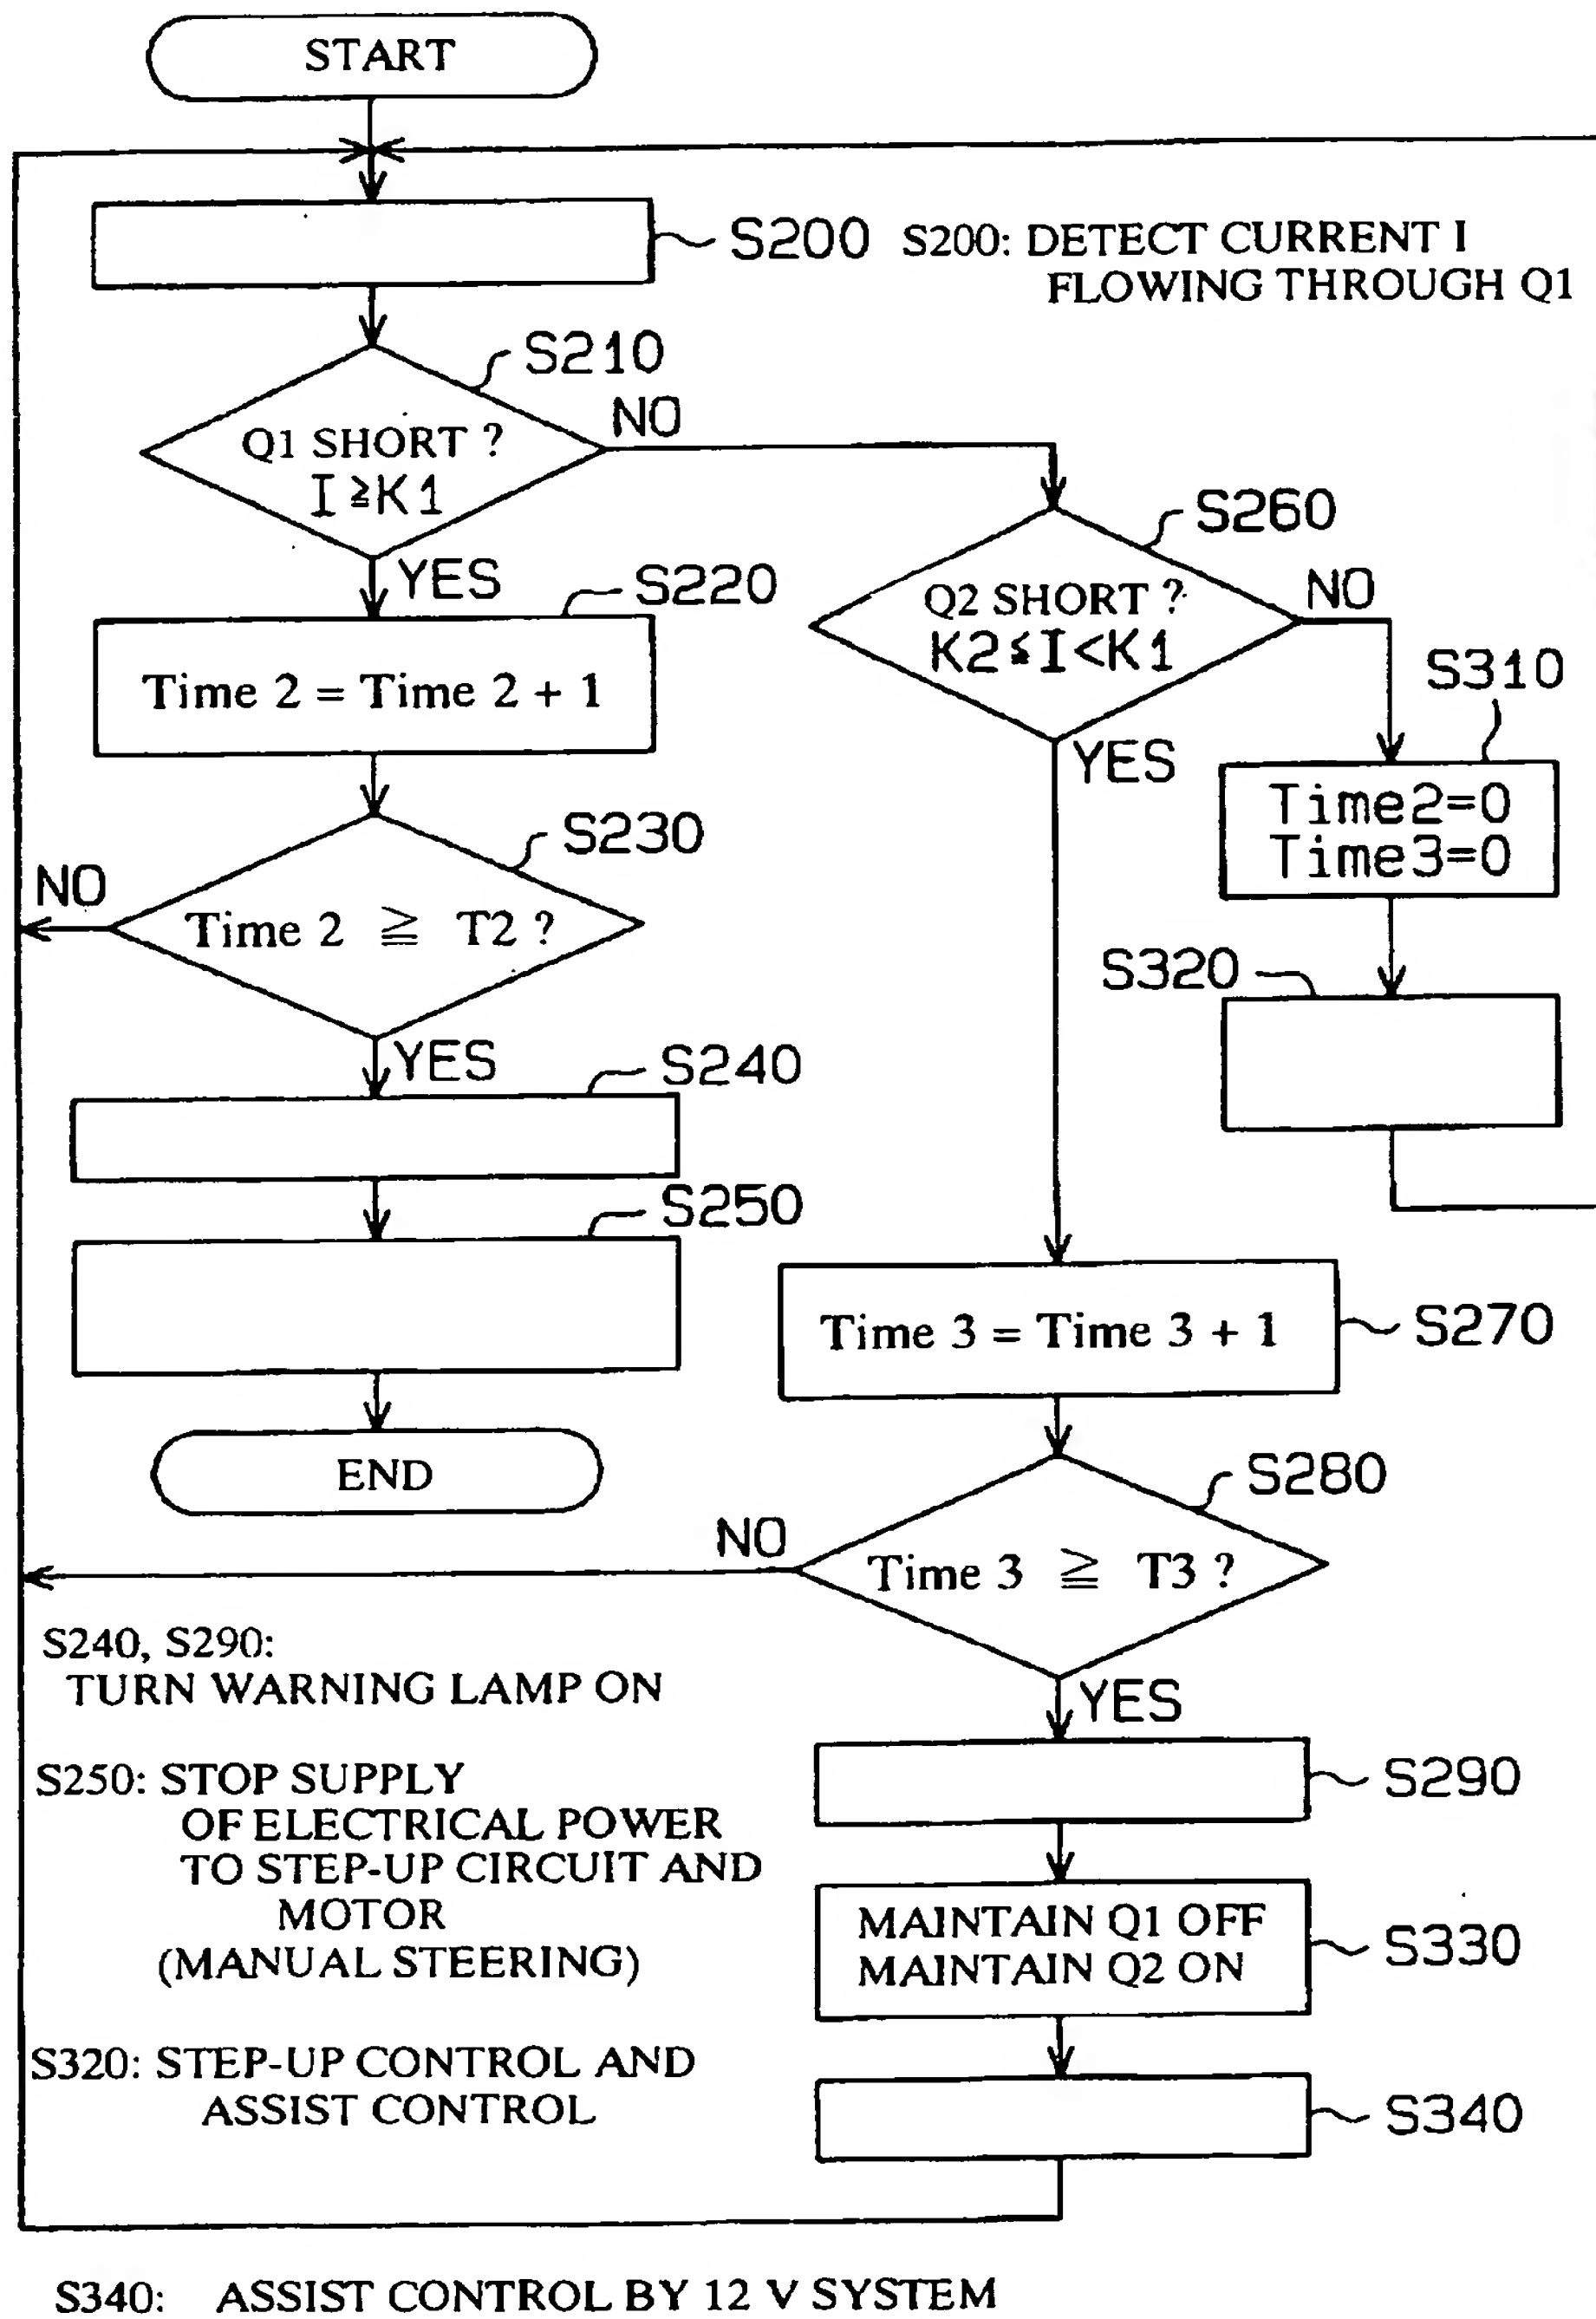 START
S200
S200: DETECT CURRENT I
FLOWING THROUGH Q1
S210
Q1 SHORT ?
I ≧ K1
NO
YES
S220
Time 2 = Time 2 + 1
S230
Time 2 ≧ T2 ?
NO
YES
S240
S250
END
S260
Q2 SHORT ?
K2 ≦ I < K1
NO
YES
S310
Time2=0
Time3=0
S320
Time 3 = Time 3 + 1
S270
S280
Time 3 ≧ T3 ?
NO
YES
S290
MAINTAIN Q1 OFF
MAINTAIN Q2 ON
S330
S340
S240, S290:
TURN WARNING LAMP ON
S250: STOP SUPPLY
OF ELECTRICAL POWER
TO STEP-UP CIRCUIT AND
MOTOR
(MANUAL STEERING)
S320: STEP-UP CONTROL AND
ASSIST CONTROL
S340: ASSIST CONTROL BY 12 V SYSTEM